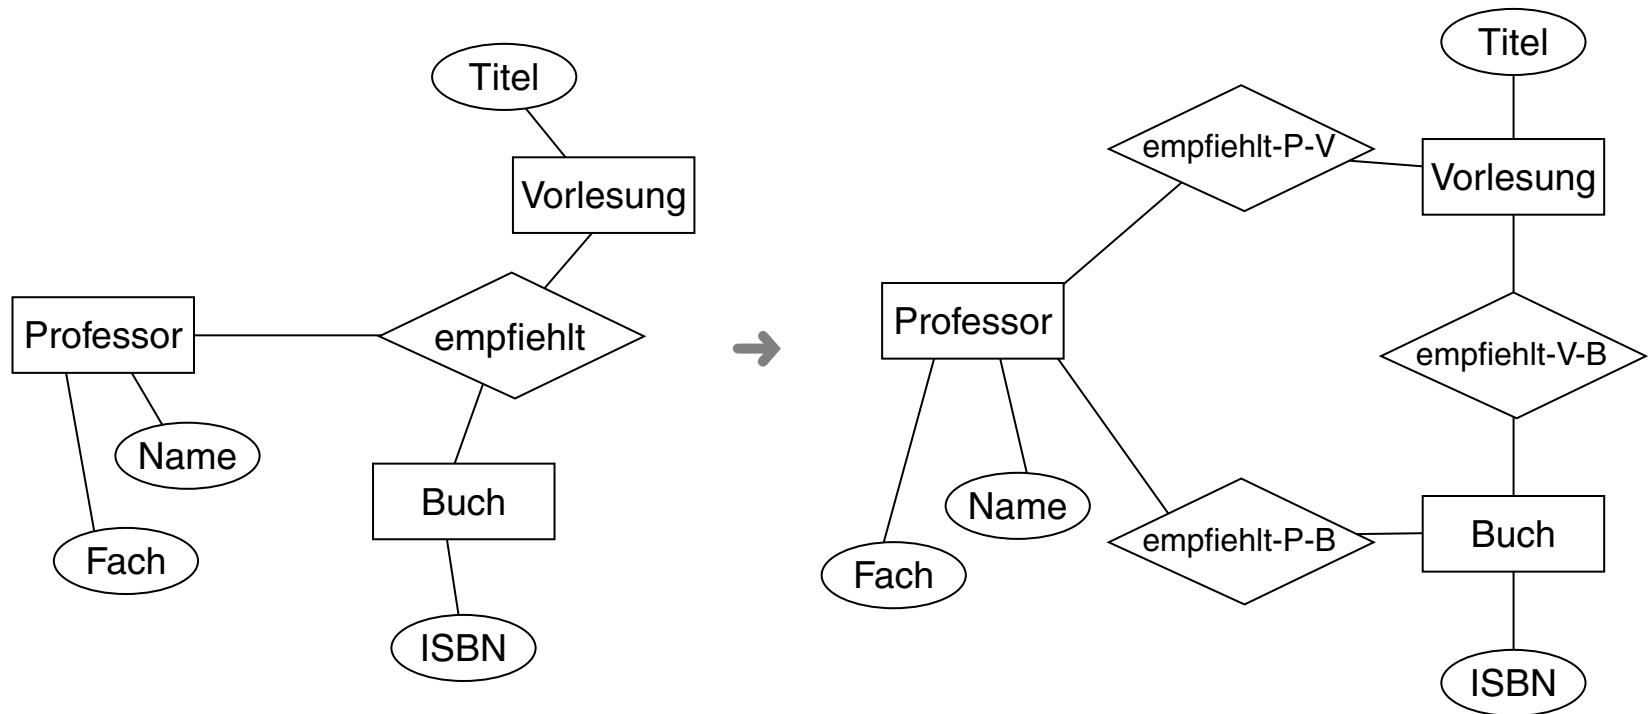 Titel
Vorlesung
Professor
empfiehlt
Name
Buch
Fach
ISBN
Titel
empfiehlt-P-V
Vorlesung
Professor
empfiehlt-V-B
Name
empfiehlt-P-B
Buch
Fach
ISBN